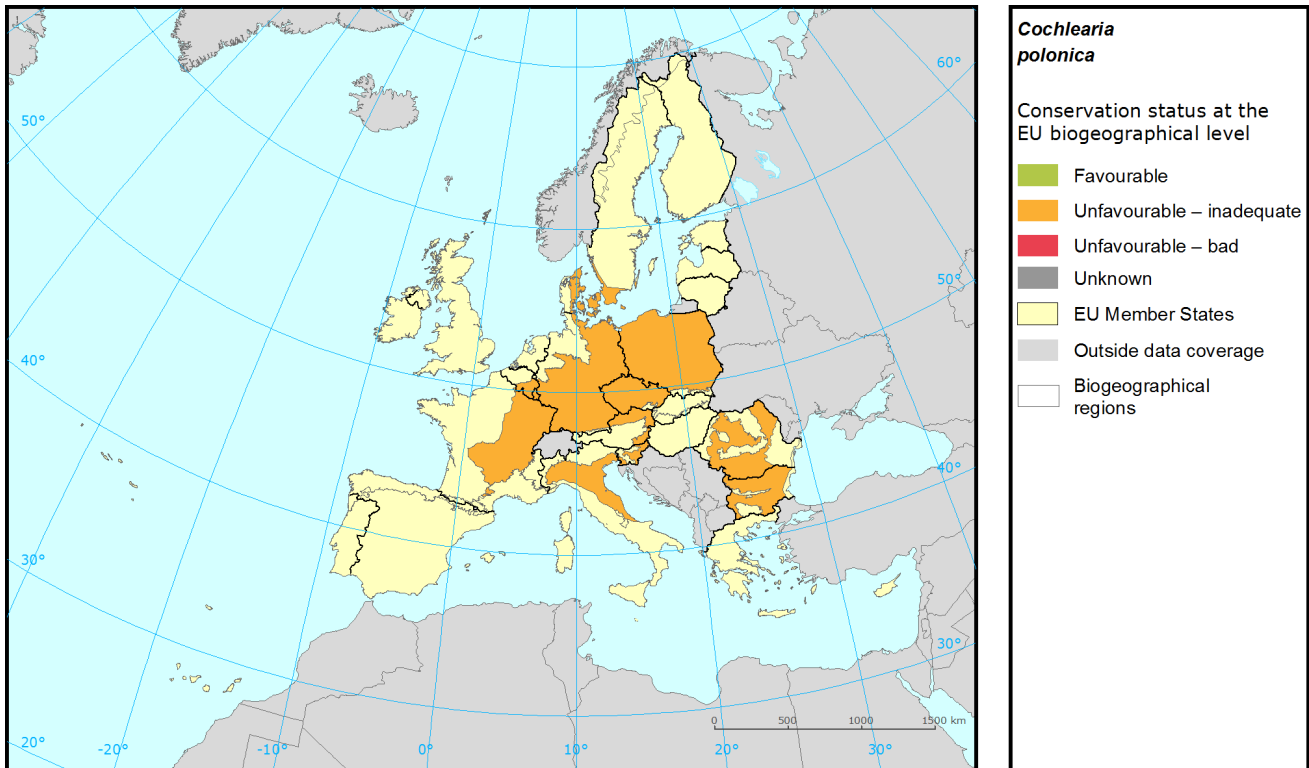 Cochlearia
polonica
Conservation status at the
EU biogeographical level
Favourable
Unfavourable – inadequate
Unfavourable – bad
Unknown
EU Member States
Outside data coverage
Biogeographical
regions
60°
50°
50°
40°
40°
30°
30°
0 500 1000 1500 km
20° -20° -10° 0° 10° 20° 30°